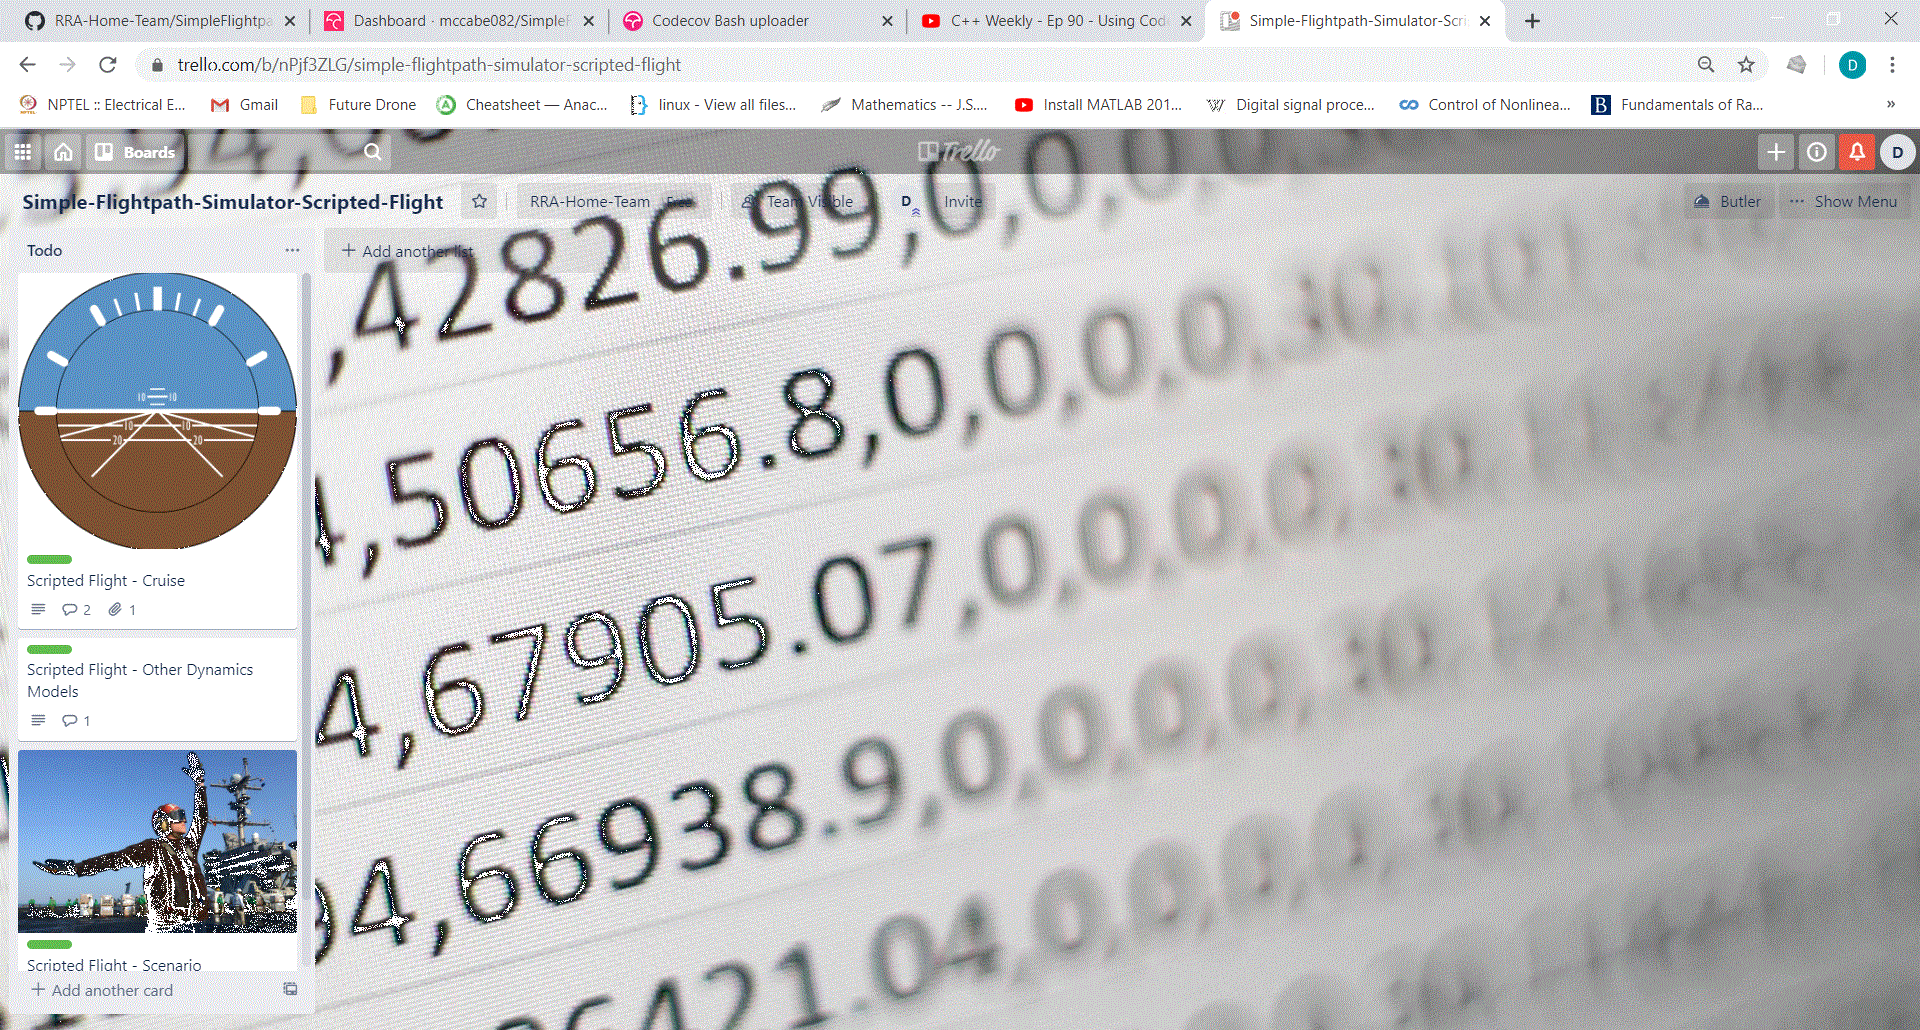 RRA-Home-Team/SimpleFlightpa
Dashboard · mccabe082/SimpleF
Codecov Bash uploader
C++ Weekly - Ep 90 - Using Cod
Simple-Flightpath-Simulator-Scri
trello.com/b/nPjf3ZLG/simple-flightpath-simulator-scripted-flight
D
NPTEL :: Electrical E...
Gmail
Future Drone
Cheatsheet — Anac...
linux - View all files...
Mathematics -- J.S....
Install MATLAB 201...
Digital signal proce...
Control of Nonlinea...
B Fundamentals of Ra...
»
Boards
Trello
D
Simple-Flightpath-Simulator-Scripted-Flight
RRA-Home-Team Free
Team Visible
D
Invite
Butler
Show Menu
Todo
Add another list
10 10
10 10
20 20
Scripted Flight - Cruise
2 1
Scripted Flight - Other Dynamics
Models
1
Scripted Flight - Scenario
Add another card
,42826.99,0,0,0,0
4,50656.8,0,0,0,0
4,67905.07,0,0,0,0
94,66938.9,0,0,0,0
6421.04,0,0,0